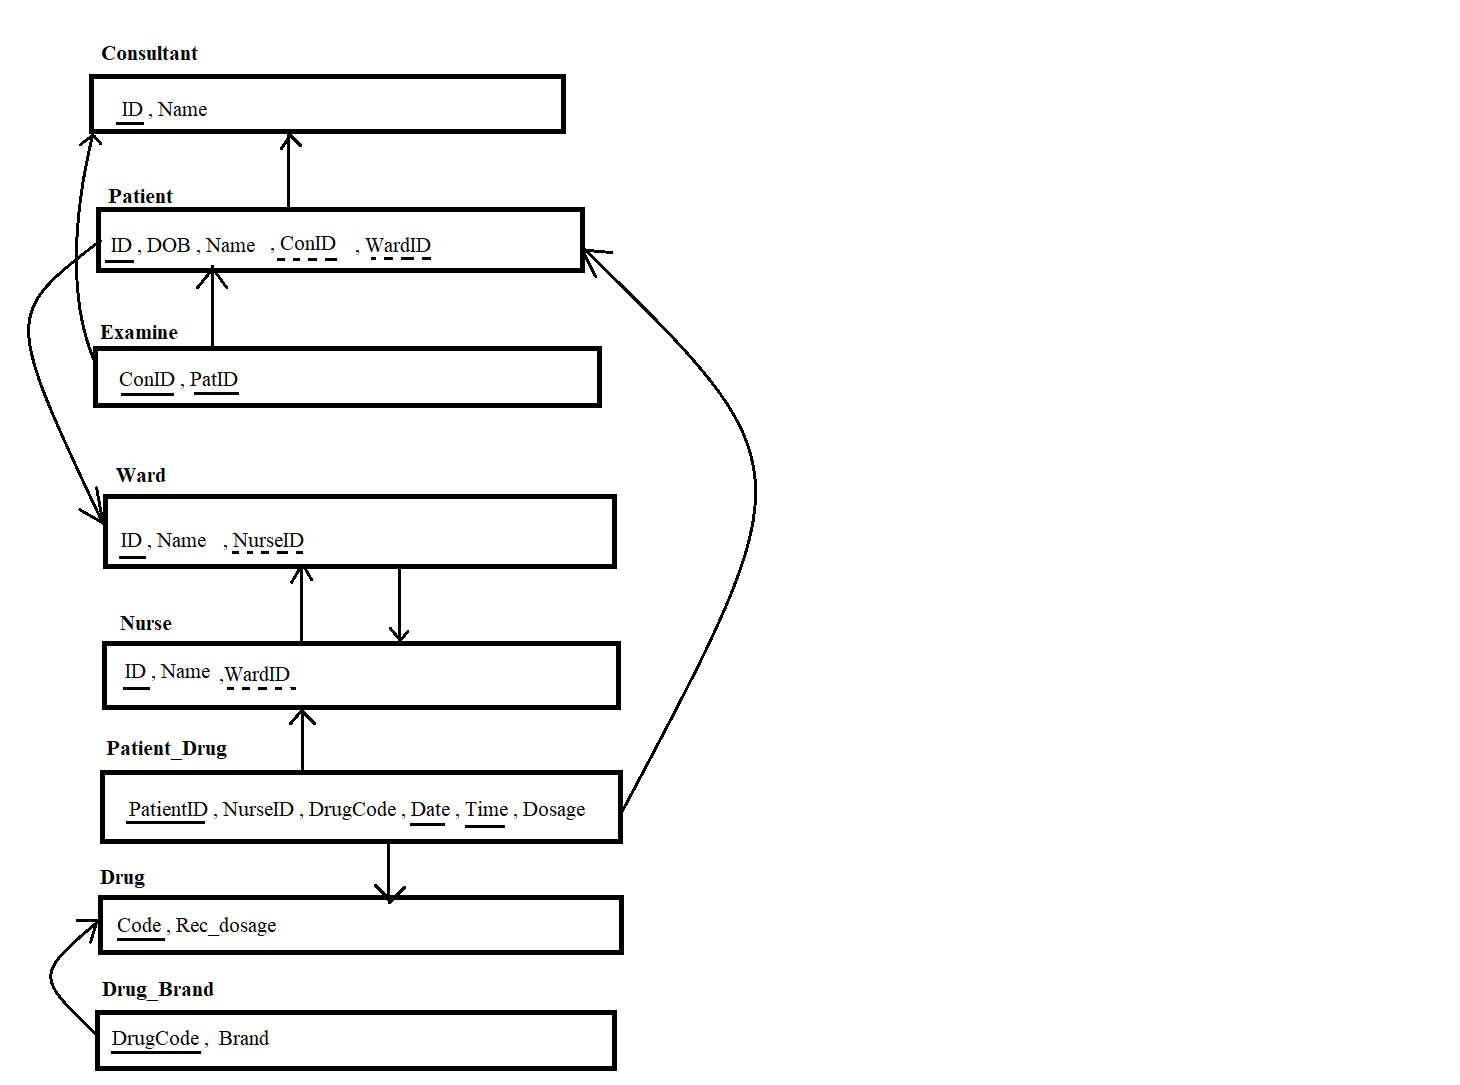 Consultant
ID , Name
Patient
ID , DOB , Name , ConID , WardID
Examine
ConID , PatID
Ward
ID , Name , NurseID
Nurse
ID , Name ,WardID
Patient_Drug
PatientID , NurseID , DrugCode , Date , Time , Dosage
Drug
Code , Rec_dosage
Drug_Brand
DrugCode , Brand